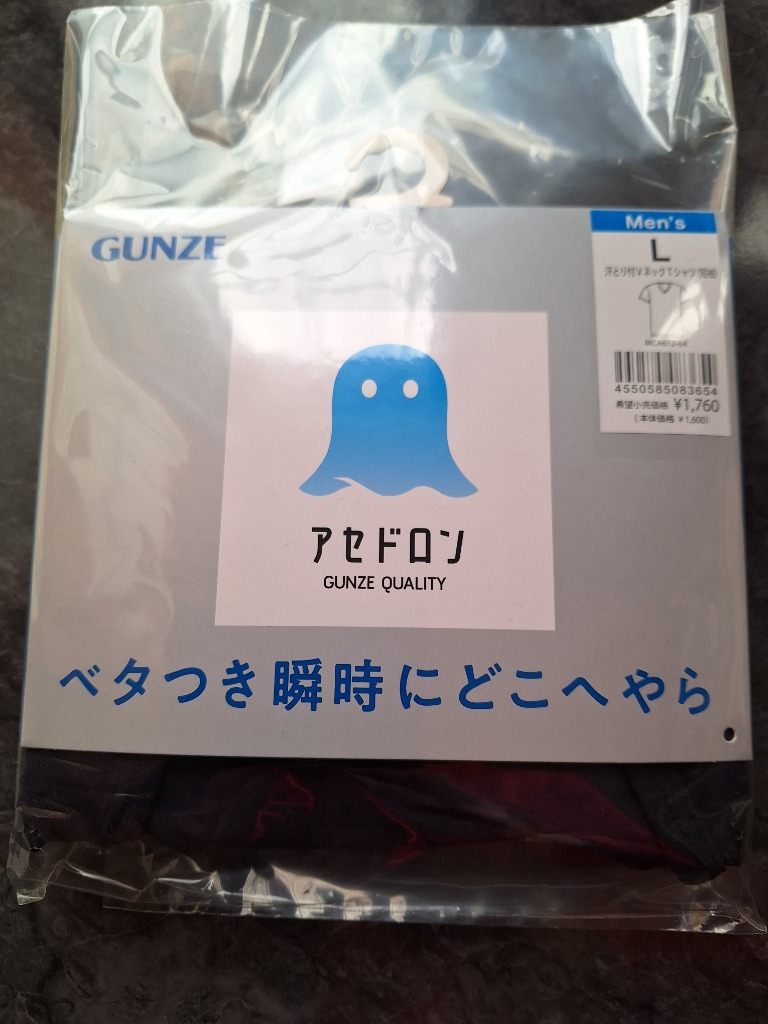 GUNZE
Men's
L
汗とり付VネックTシャツ(短袖)
4550585083654
希望小売価格 ¥1,760
(本体価格 ¥1,600)
アセドロン
GUNZE QUALITY
ベタつき瞬時にどこへやら